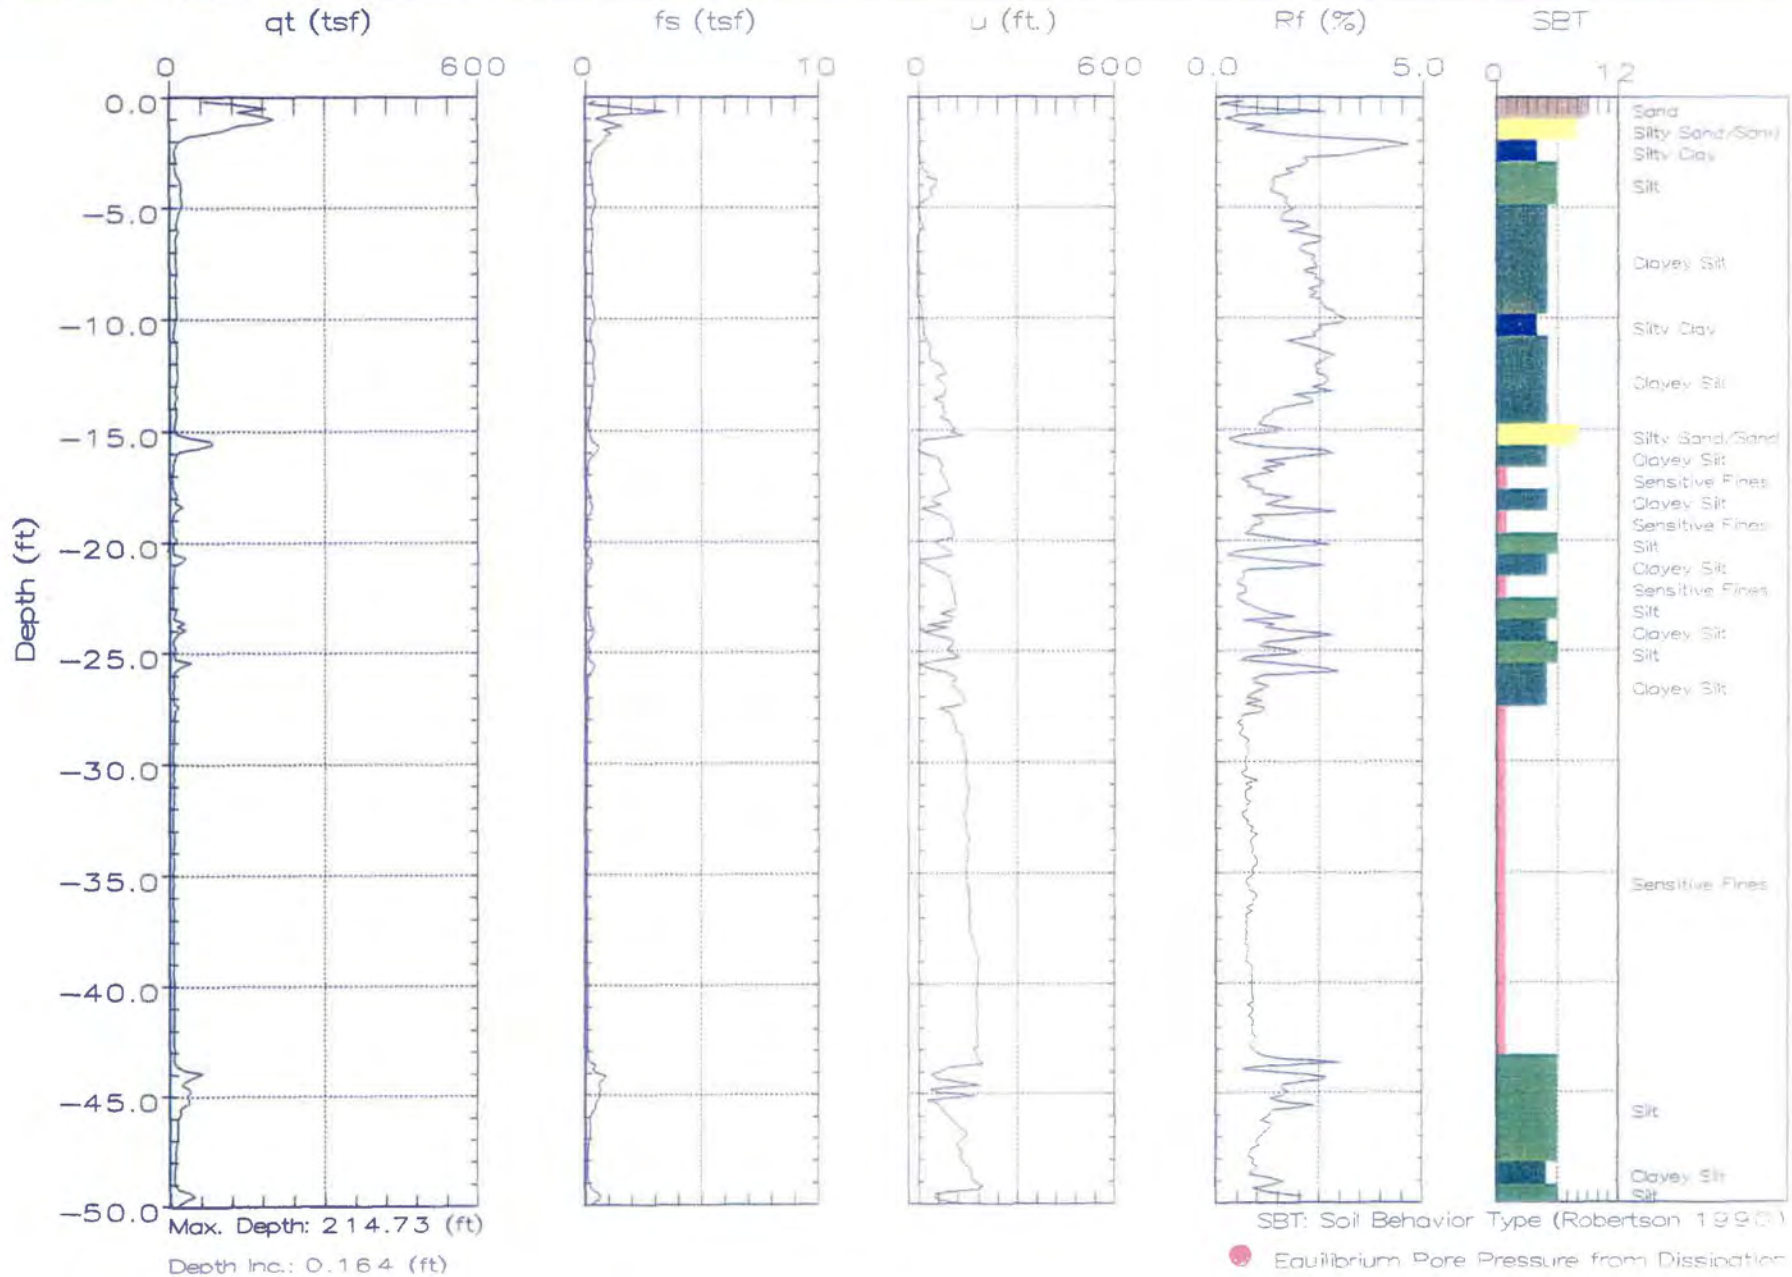 qt (tsf) fs (tsf) u (ft.) Rf (%) SBT
0 600 0 10 0 600 0.0 5.0 0 12
0.0
-5.0
-10.0
-15.0
-20.0
-25.0
-30.0
-35.0
-40.0
-45.0
-50.0
Depth (ft)
Sand
Silty Sand/Sand
Silty Clay
Silt
Clayey Silt
Silty Clay
Clayey Silt
Silty Sand/Sand
Clayey Silt
Sensitive Fines
Clayey Silt
Sensitive Fines
Silt
Clayey Silt
Sensitive Fines
Silt
Clayey Silt
Silt
Clayey Silt
Sensitive Fines
Silt
Clayey Silt
Silt
Max. Depth: 214.73 (ft)
Depth Inc.: 0.164 (ft)
SBT: Soil Behavior Type (Robertson 1990)
Equilibrium Pore Pressure from Dissipation